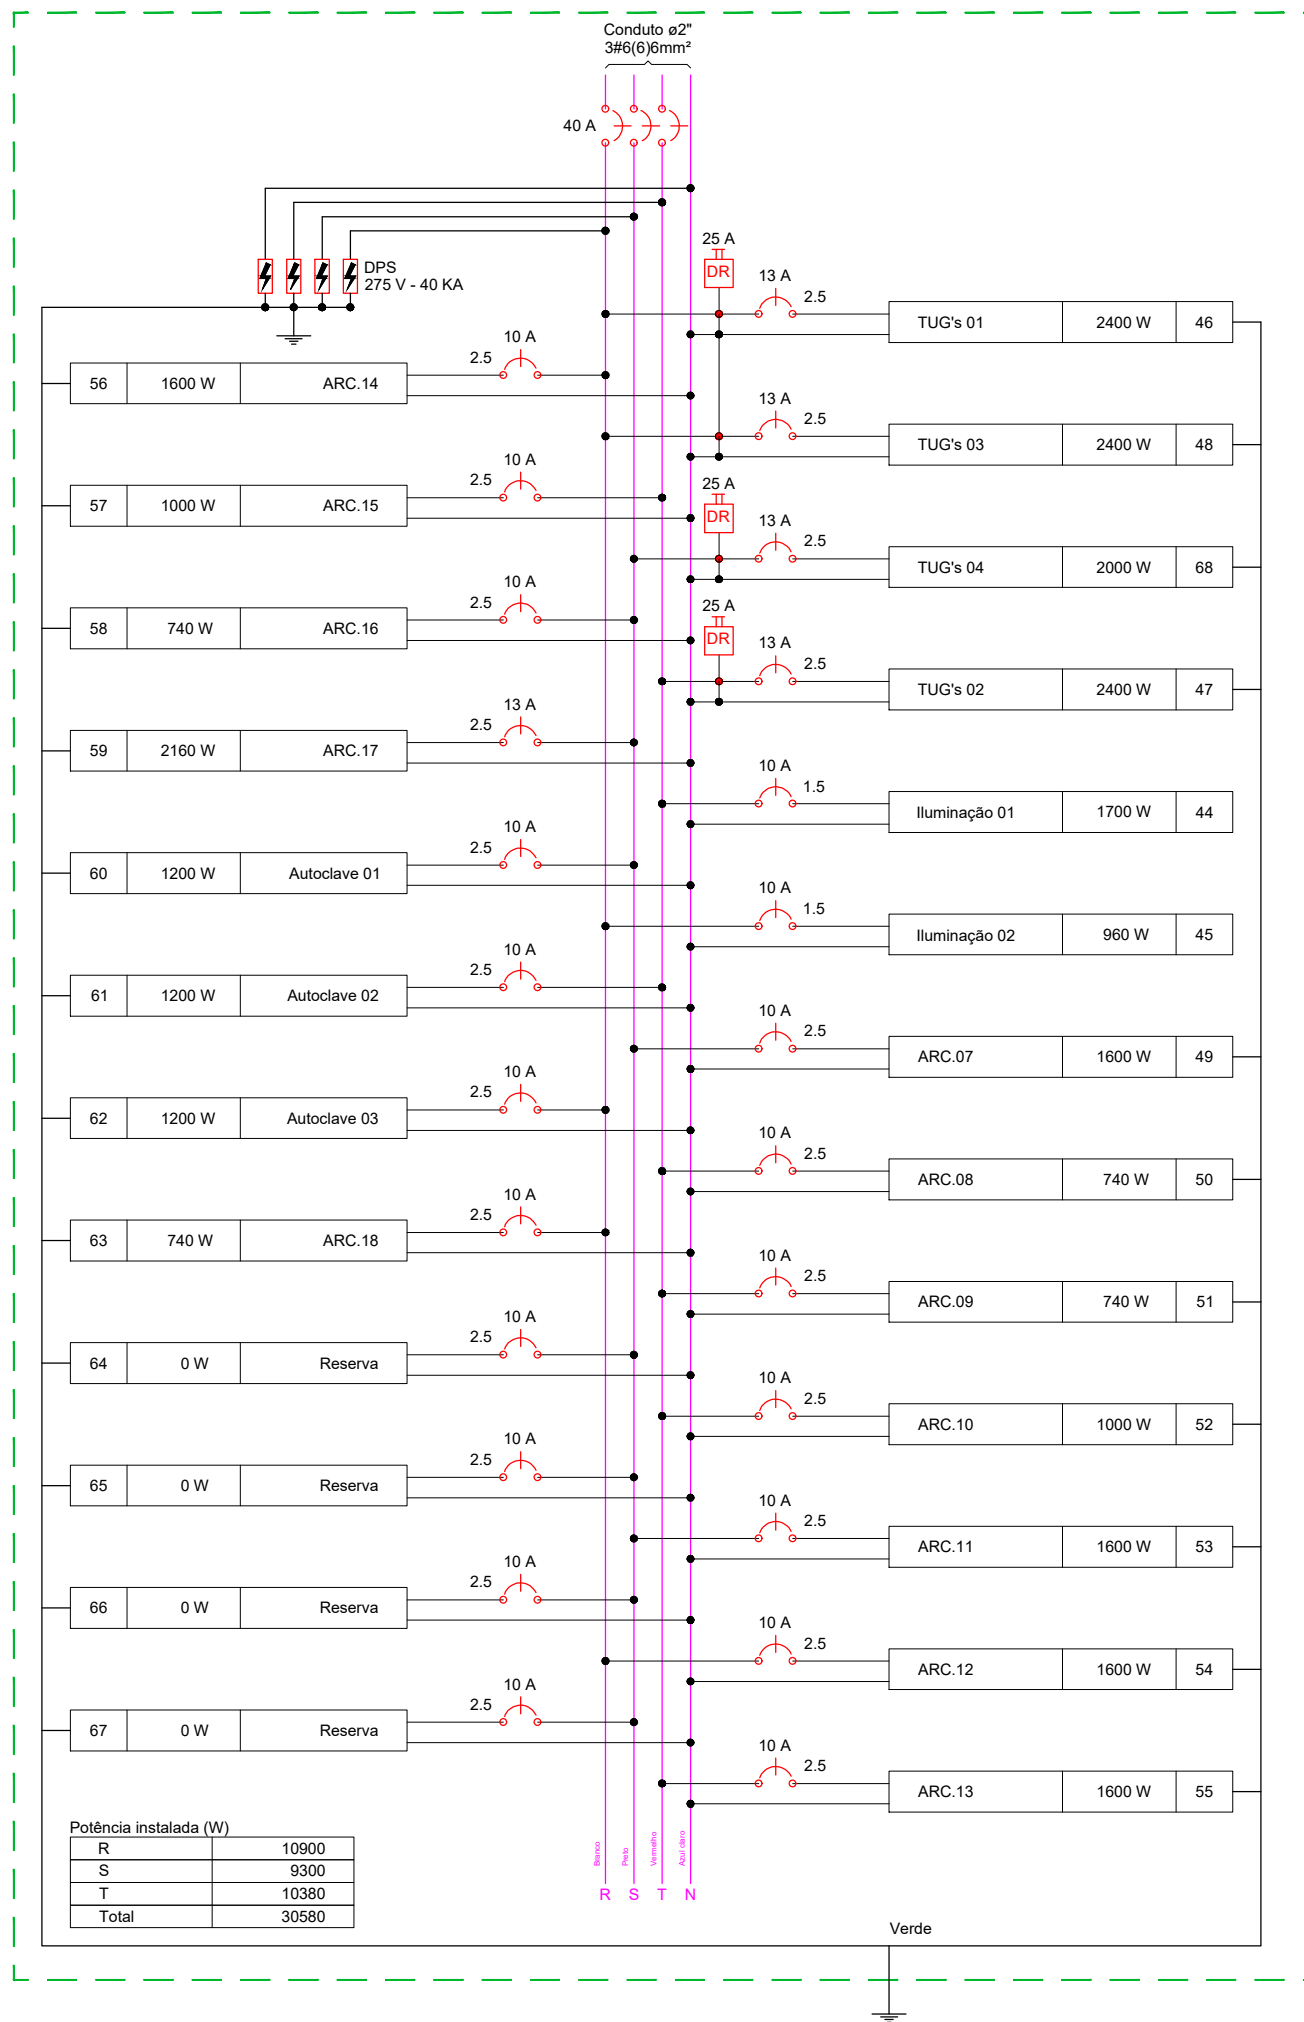 Conduto ø2"
3#6(6)6mm²
40 A
DPS
275 V - 40 KA
25 A
DR
13 A
2.5
TUG's 01 2400 W 46
10 A
2.5
56 1600 W ARC.14
13 A
2.5
TUG's 03 2400 W 48
10 A
2.5
57 1000 W ARC.15
25 A
DR
13 A
2.5
TUG's 04 2000 W 68
10 A
2.5
58 740 W ARC.16
25 A
DR
13 A
2.5
TUG's 02 2400 W 47
13 A
2.5
59 2160 W ARC.17
10 A
1.5
Iluminação 01 1700 W 44
10 A
2.5
60 1200 W Autoclave 01
10 A
1.5
Iluminação 02 960 W 45
10 A
2.5
61 1200 W Autoclave 02
10 A
2.5
ARC.07 1600 W 49
10 A
2.5
62 1200 W Autoclave 03
10 A
2.5
ARC.08 740 W 50
10 A
2.5
63 740 W ARC.18
10 A
2.5
ARC.09 740 W 51
10 A
2.5
64 0 W Reserva
10 A
2.5
ARC.10 1000 W 52
10 A
2.5
65 0 W Reserva
10 A
2.5
ARC.11 1600 W 53
10 A
2.5
66 0 W Reserva
10 A
2.5
ARC.12 1600 W 54
10 A
2.5
67 0 W Reserva
10 A
2.5
ARC.13 1600 W 55
Potência instalada (W)
R 10900
S 9300
T 10380
Total 30580
Branco
Preto
Vermelho
Azul claro
R S T N
Verde